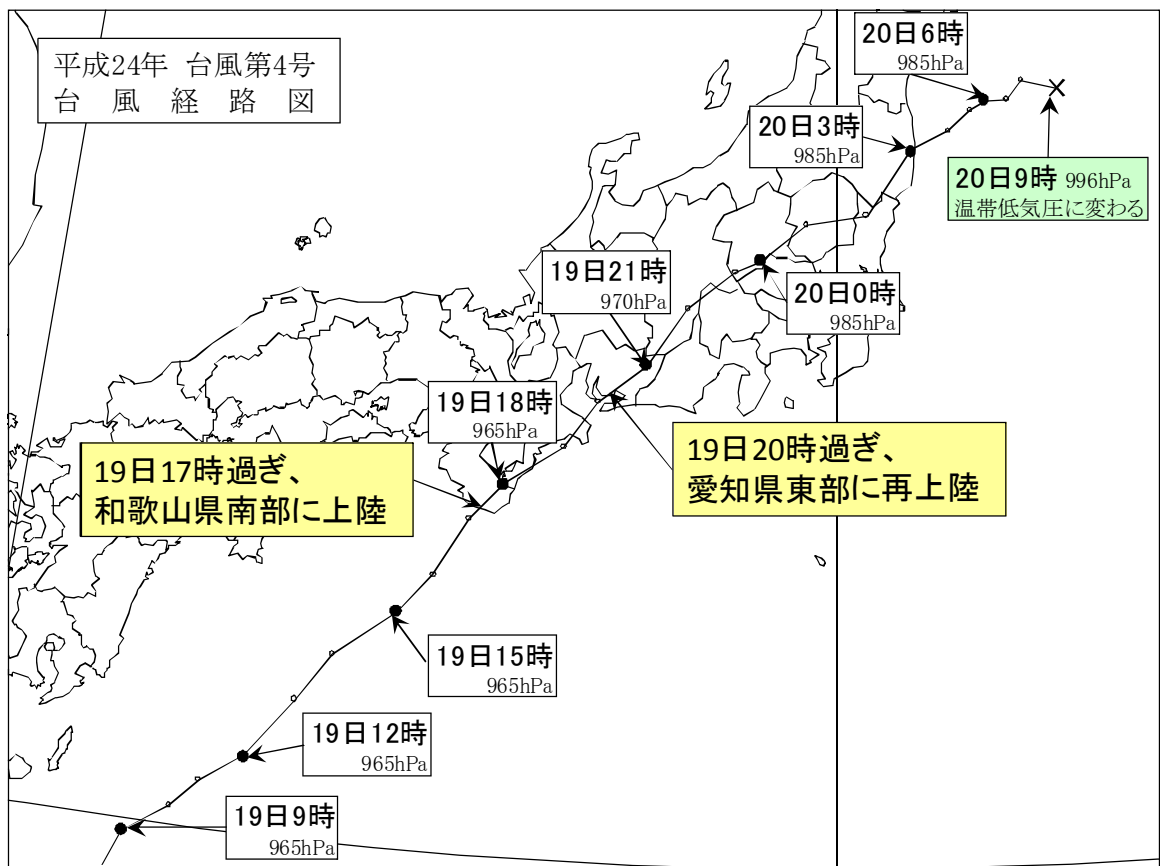 平成24年 台風第4号
台風経路図
20日6時
985hPa
20日3時
985hPa
20日9時 996hPa
温帯低気圧に変わる
19日21時
970hPa
20日0時
985hPa
19日18時
965hPa
19日17時過ぎ、
和歌山県南部に上陸
19日20時過ぎ、
愛知県東部に再上陸
19日15時
965hPa
19日12時
965hPa
19日9時
965hPa